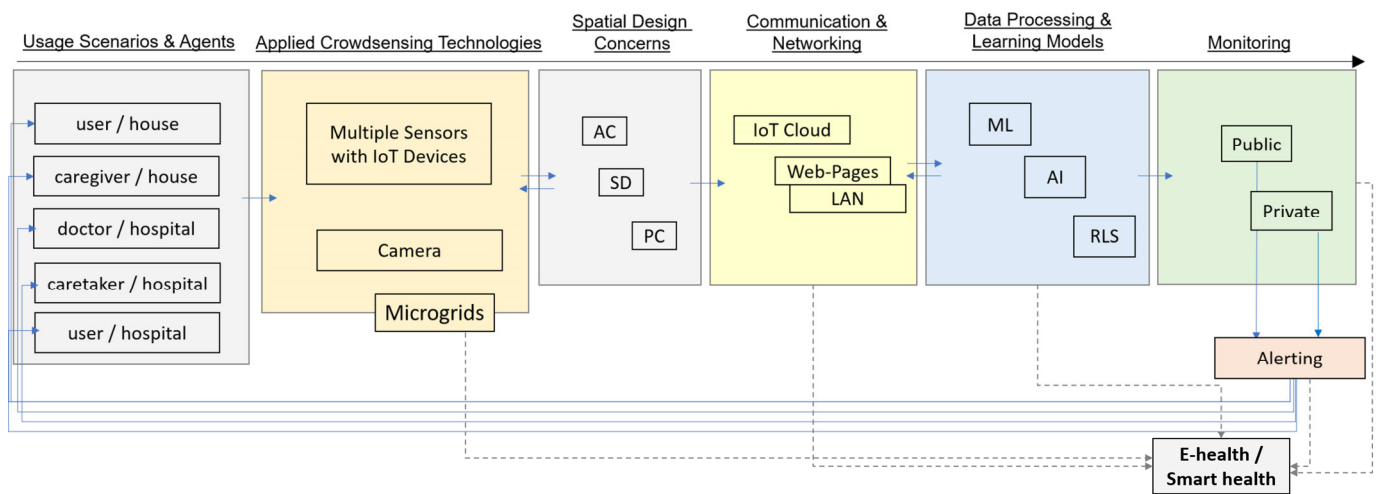 Usage Scenarios & Agents
Applied Crowdsensing Technologies
Spatial Design
Concerns
Communication &
Networking
Data Processing &
Learning Models
Monitoring
user / house
caregiver / house
doctor / hospital
caretaker / hospital
user / hospital
Multiple Sensors
with IoT Devices
Camera
Microgrids
AC
SD
PC
IoT Cloud
Web-Pages
LAN
ML
AI
RLS
Public
Private
Alerting
E-health /
Smart health